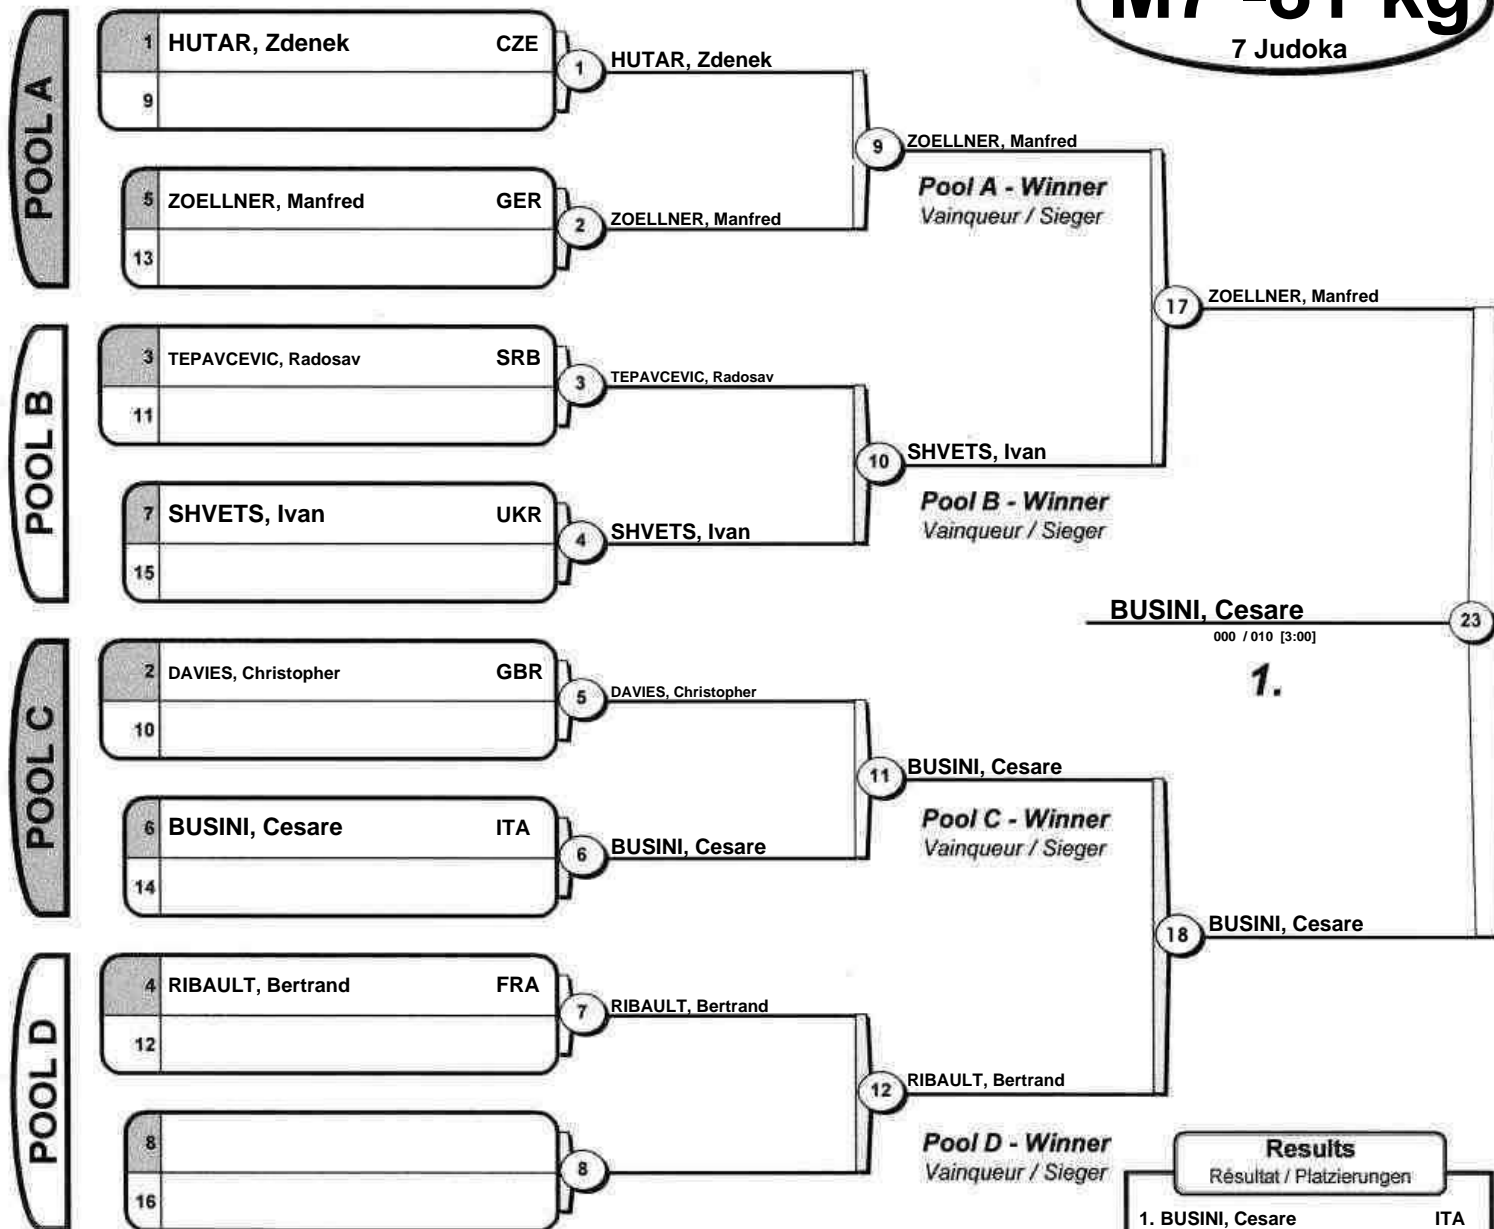 M7 -81 kg
7 Judoka
POOL A
1 HUTAR, Zdenek CZE
9
1 HUTAR, Zdenek
5 ZOELLNER, Manfred GER
13
2 ZOELLNER, Manfred
9 ZOELLNER, Manfred
Pool A - Winner
Vainqueur / Sieger
17 ZOELLNER, Manfred
POOL B
3 TEPAVCEVIC, Radosav SRB
11
3 TEPAVCEVIC, Radosav
7 SHVETS, Ivan UKR
15
4 SHVETS, Ivan
10 SHVETS, Ivan
Pool B - Winner
Vainqueur / Sieger
BUSINI, Cesare
23
000 / 010 [3:00]
1.
POOL C
2 DAVIES, Christopher GBR
10
5 DAVIES, Christopher
6 BUSINI, Cesare ITA
14
6 BUSINI, Cesare
11 BUSINI, Cesare
Pool C - Winner
Vainqueur / Sieger
18 BUSINI, Cesare
POOL D
4 RIBAULT, Bertrand FRA
12
7 RIBAULT, Bertrand
8
16
8
12 RIBAULT, Bertrand
Pool D - Winner
Vainqueur / Sieger
Results
Résultat / Platzierungen
1. BUSINI, Cesare ITA